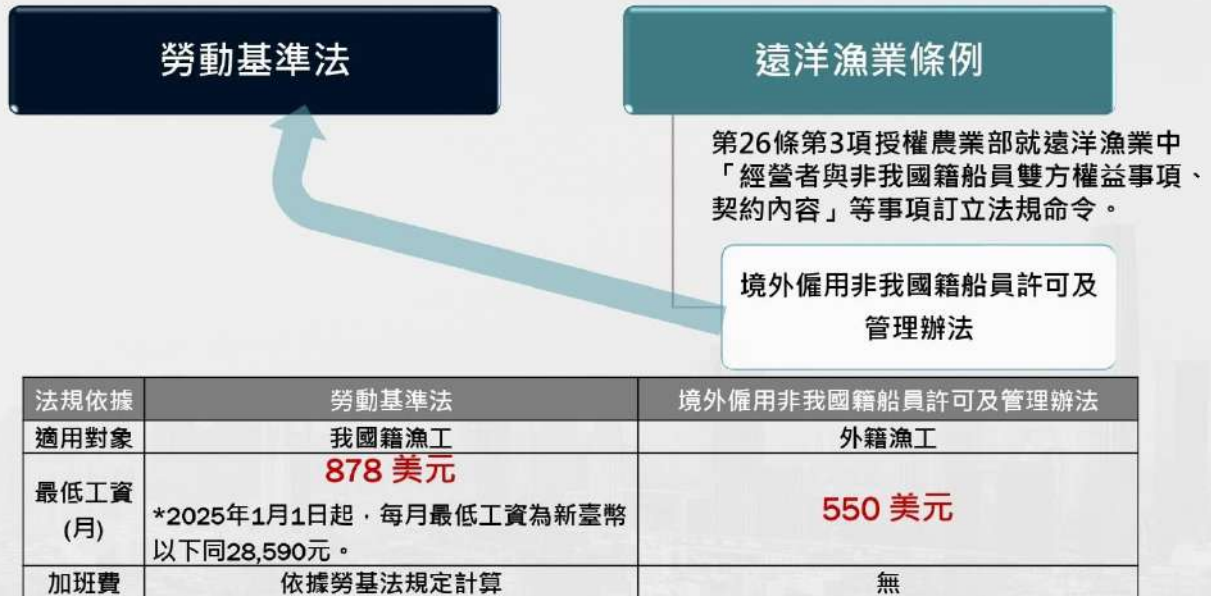 勞動基準法
遠洋漁業條例
第26條第3項授權農業部就遠洋漁業中
「經營者與非我國籍船員雙方權益事項、
契約內容」等事項訂立法規命令。
境外僱用非我國籍船員許可及
管理辦法
法規依據 勞動基準法 境外僱用非我國籍船員許可及管理辦法
適用對象 我國籍漁工 外籍漁工
最低工資
(月)
878 美元
*2025年1月1日起，每月最低工資為新臺幣
以下同28,590元。
550 美元
加班費 依據勞基法規定計算 無